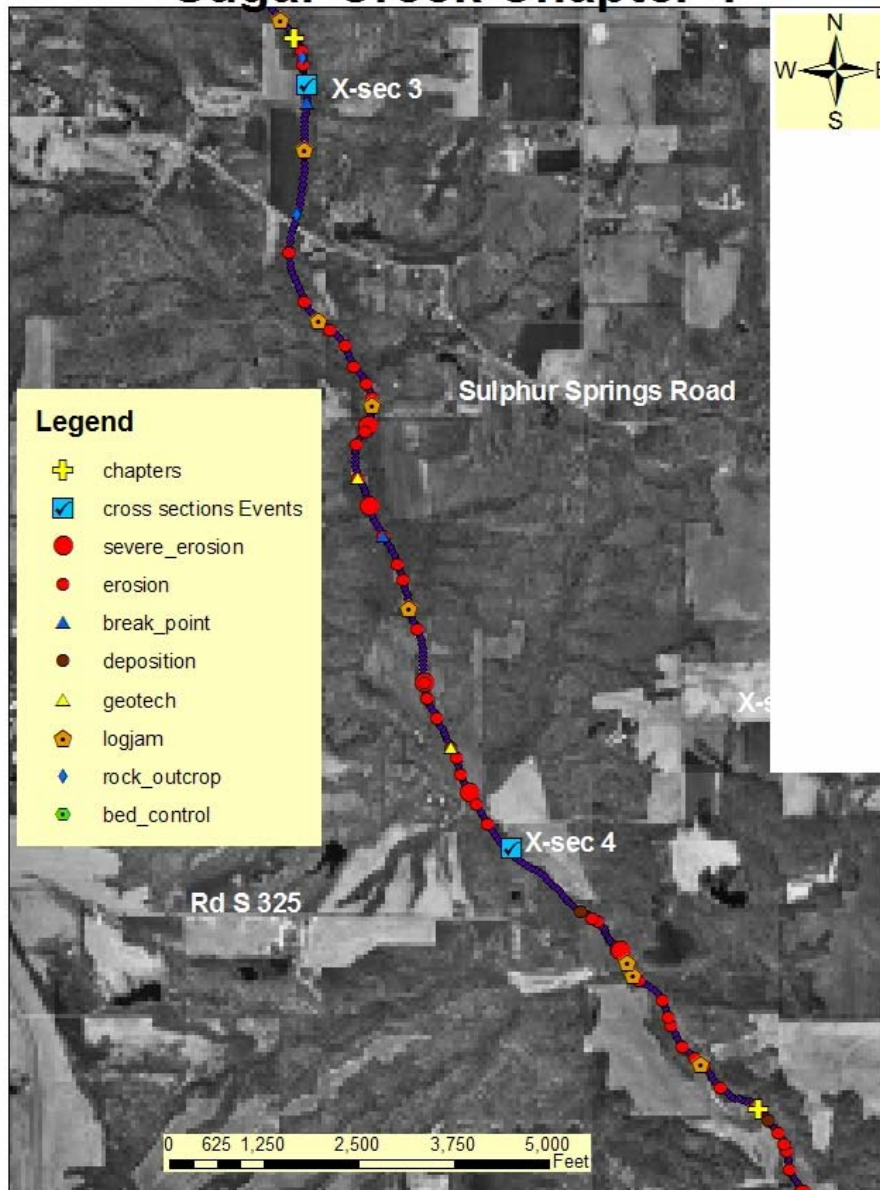 N
W E
S
X-sec 3
Sulphur Springs Road
Legend
chapters
cross sections Events
severe_erosion
erosion
break_point
deposition
geotech
logjam
rock_outcrop
bed_control
X-sec 4
Rd S 325
0 625 1,250 2,500 3,750 5,000
Feet